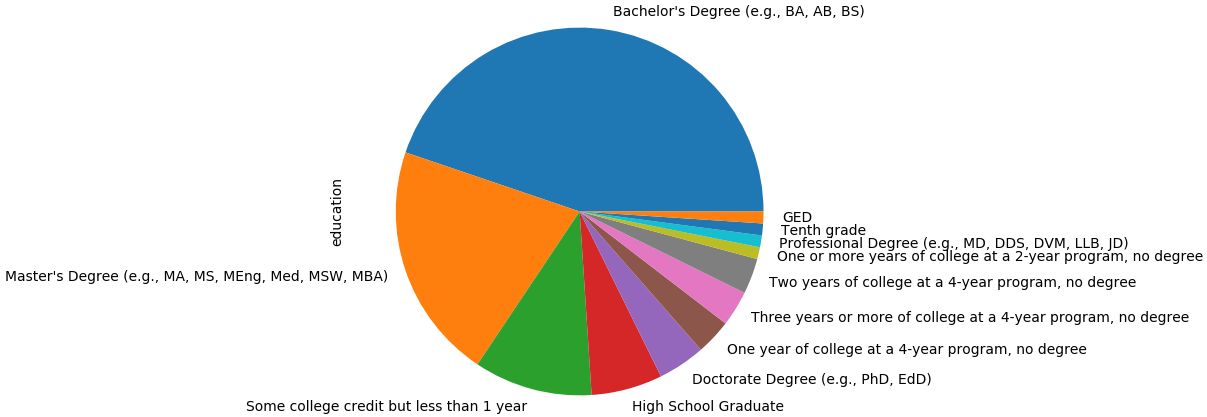 Bachelor's Degree (e.g., BA, AB, BS)
education
GED
Tenth grade
Professional Degree (e.g., MD, DDS, DVM, LLB, JD)
One or more years of college at a 2-year program, no degree
Master's Degree (e.g., MA, MS, MEng, Med, MSW, MBA)
Two years of college at a 4-year program, no degree
Three years or more of college at a 4-year program, no degree
One year of college at a 4-year program, no degree
Doctorate Degree (e.g., PhD, EdD)
Some college credit but less than 1 year
High School Graduate